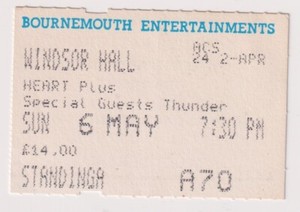 BOURNEMOUTH ENTERTAINMENTS
ACS
WINDSOR HALL 24 2-APR
HEART Plus
Special Guests Thunder
SUN 6 MAY 7:30 PM
£14.00
STANDINGA A70